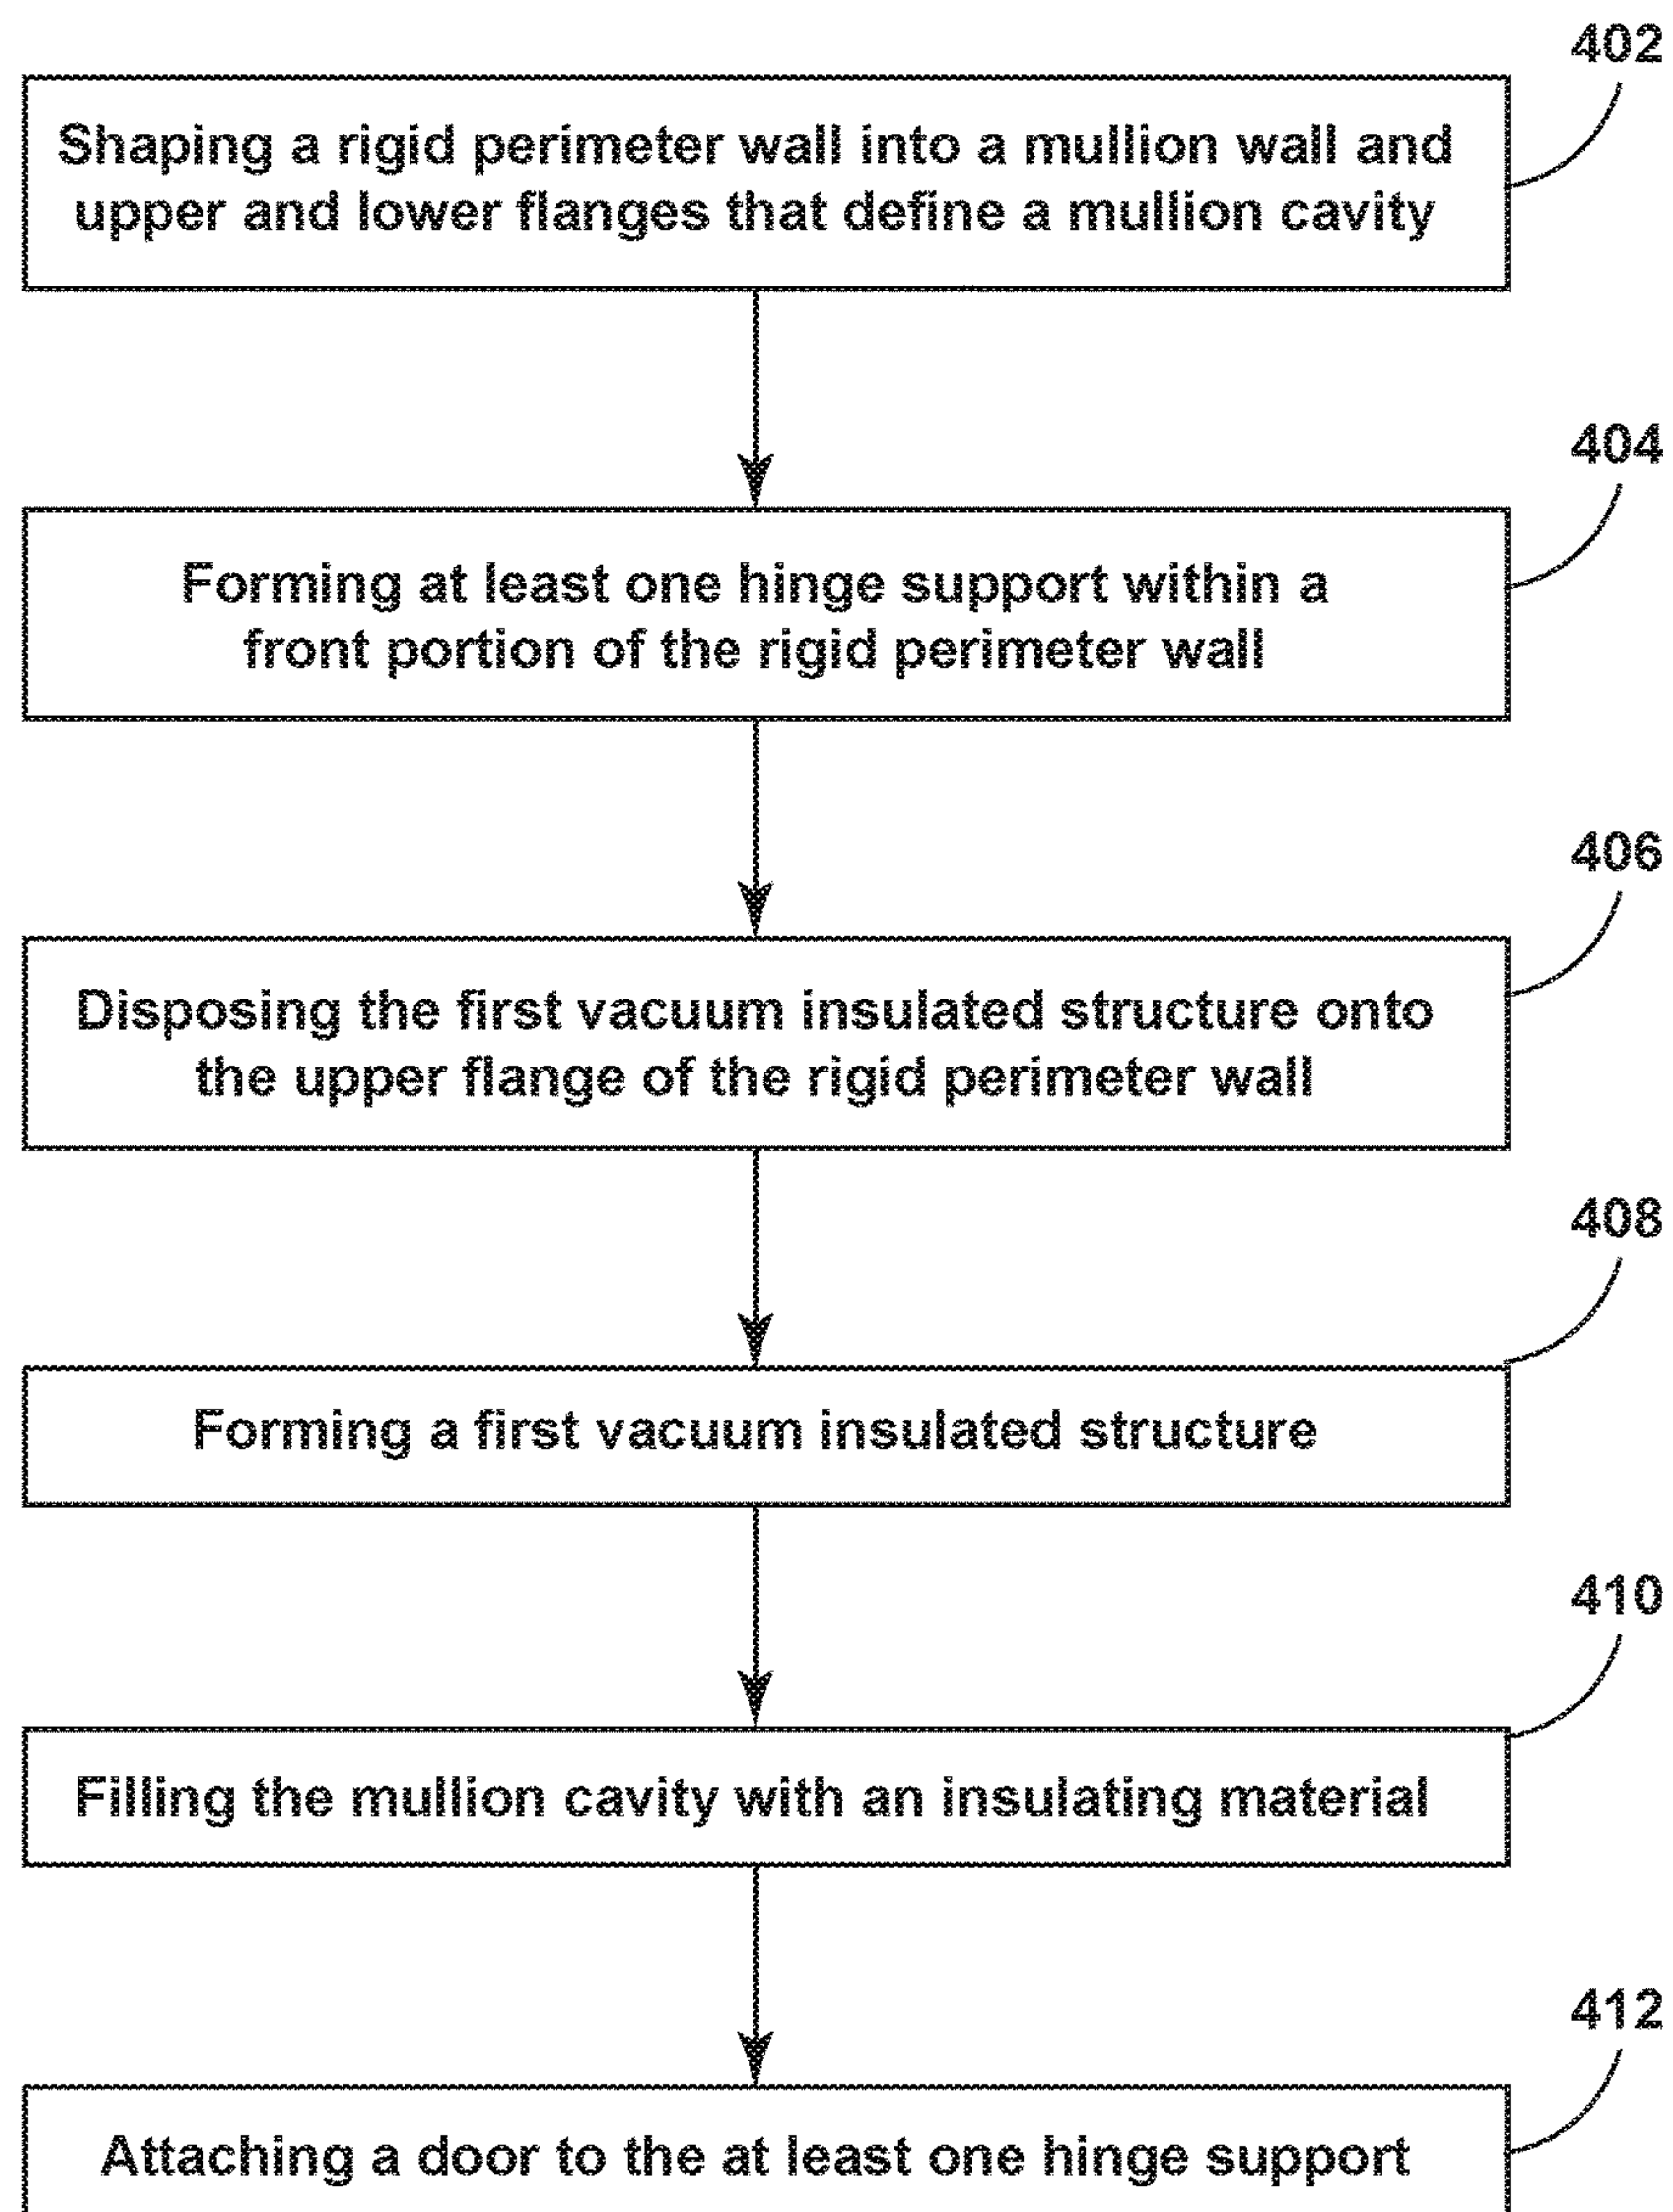 402
Shaping a rigid perimeter wall into a mullion wall and
upper and lower flanges that define a mullion cavity
404
Forming at least one hinge support within a
front portion of the rigid perimeter wall
406
Disposing the first vacuum insulated structure onto
the upper flange of the rigid perimeter wall
408
Forming a first vacuum insulated structure
410
Filling the mullion cavity with an insulating material
412
Attaching a door to the at least one hinge support